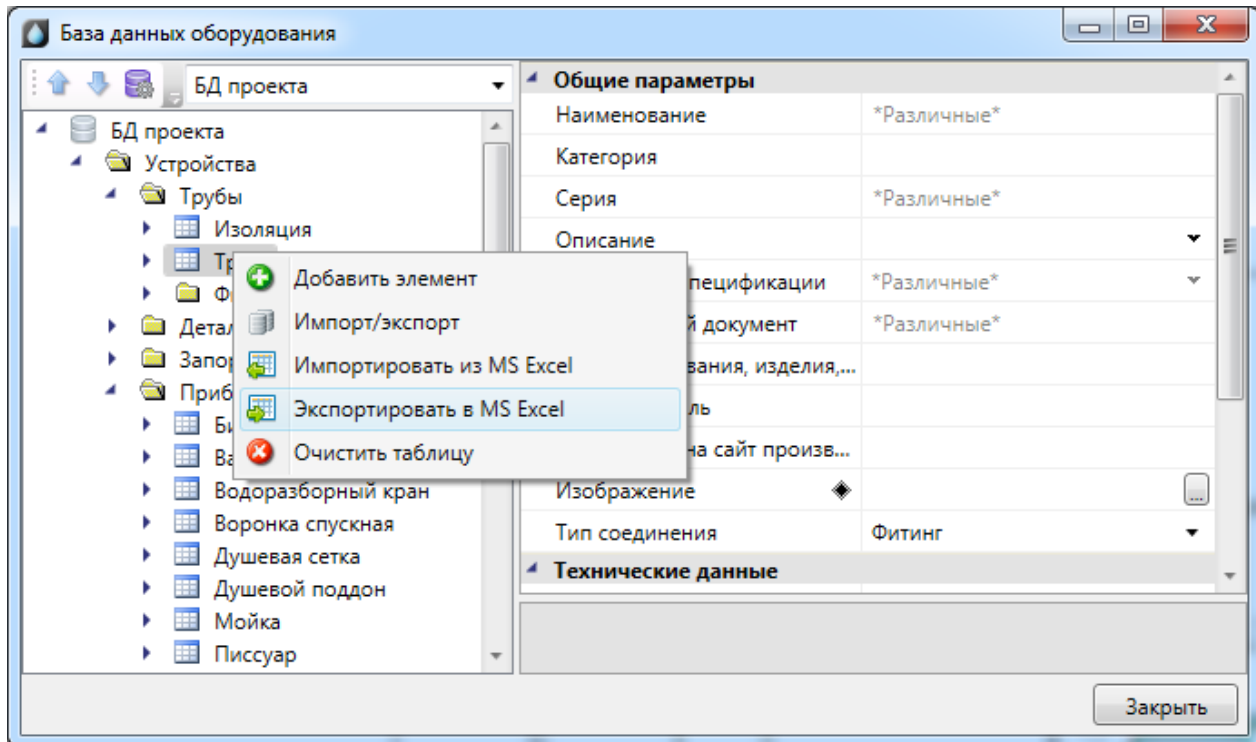 База данных оборудования
БД проекта
БД проекта
Устройства
Трубы
Изоляция
Добавить элемент
Импорт/экспорт
Импортировать из MS Excel
Экспортировать в MS Excel
Очистить таблицу
Водоразборный кран
Воронка спускная
Душевая сетка
Душевой поддон
Мойка
Писсуар
Общие параметры
Наименование *Различные*
Категория
Серия *Различные*
Описание
пецификации *Различные*
й документ *Различные*
вания, изделия,...
ль
на сайт произв...
Изображение ...
Тип соединения Фитинг
Технические данные
Закрыть